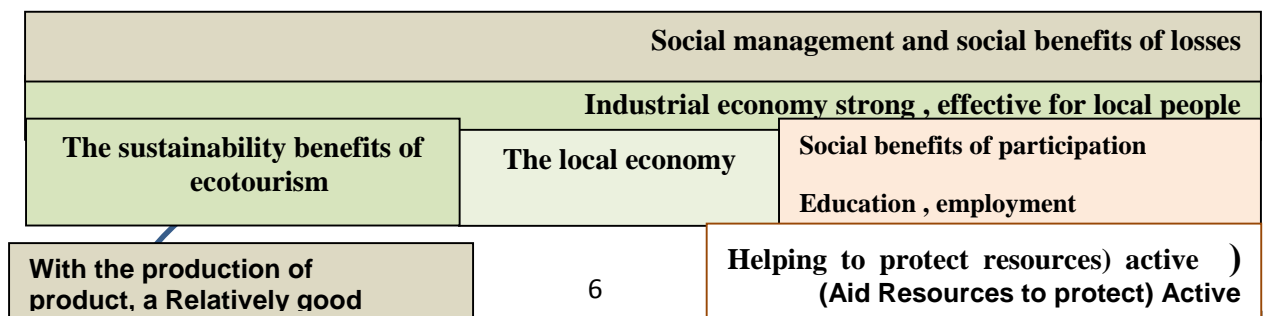 Social management and social benefits of losses
Industrial economy strong , effective for local people
The sustainability benefits of
ecotourism
The local economy
Social benefits of participation
Education , employment
With the production of
product, a Relatively good
6
Helping to protect resources) active )
(Aid Resources to protect) Active